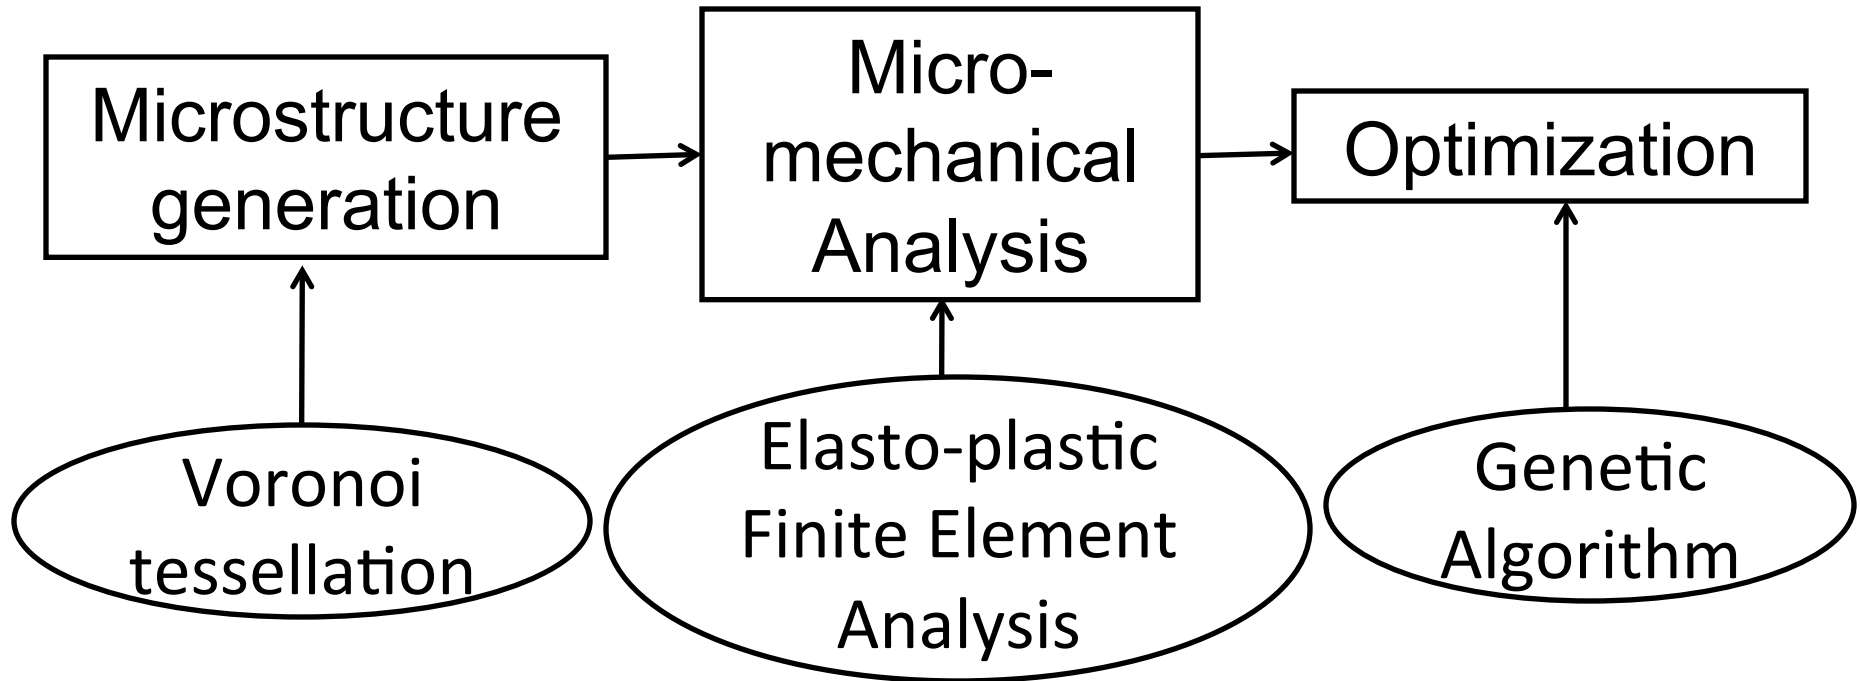 Microstructure
generation
Micro-
mechanical
Analysis
Optimization
Voronoi
tessellation
Elasto-plastic
Finite Element
Analysis
Genetic
Algorithm